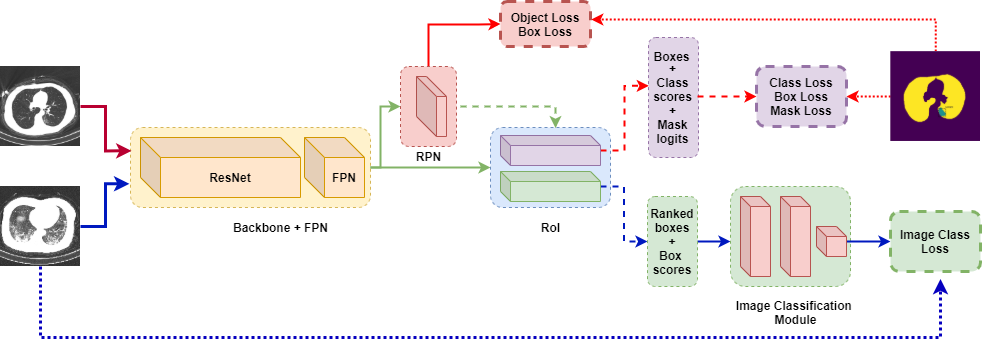 Object Loss
Box Loss
Boxes
+
Class
scores
+
Mask
logits
Class Loss
Box Loss
Mask Loss
RPN
ResNet
FPN
Backbone + FPN
RoI
Ranked
boxes
+
Box
scores
Image Class
Loss
Image Classification
Module